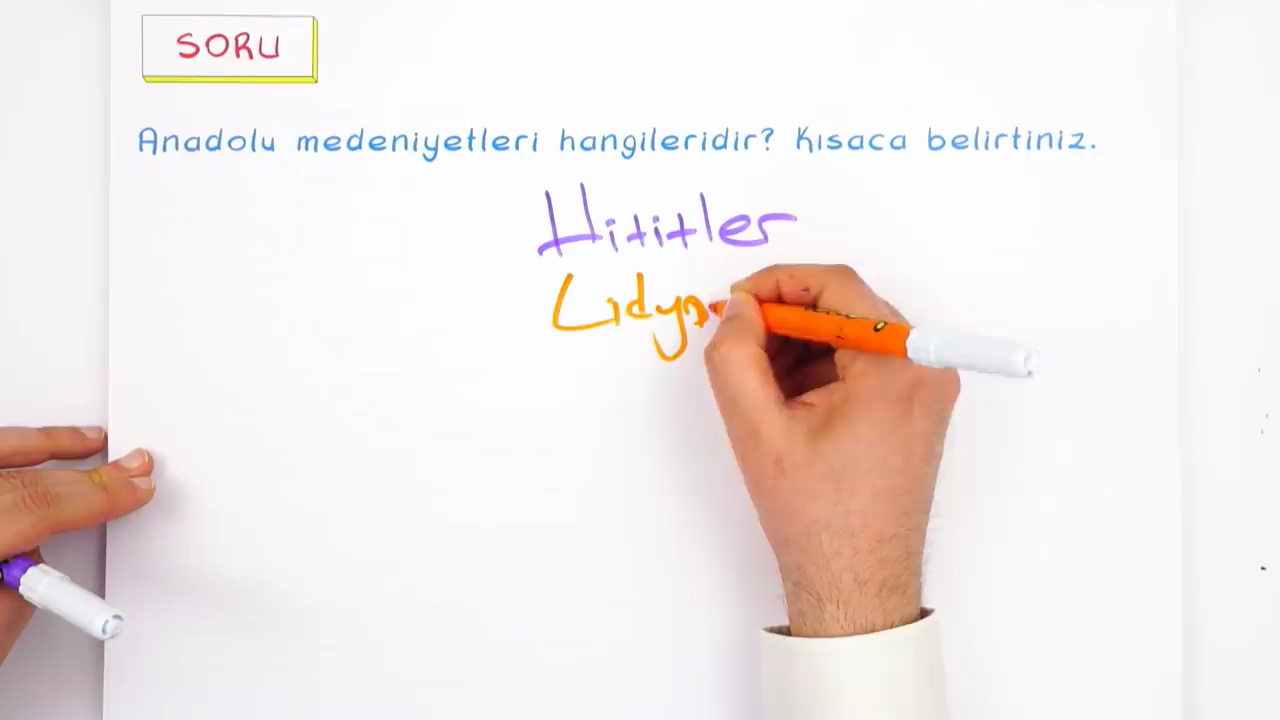 SORU
Anadolu medeniyetleri hangileridir? Kısaca belirtiniz.
Hititler